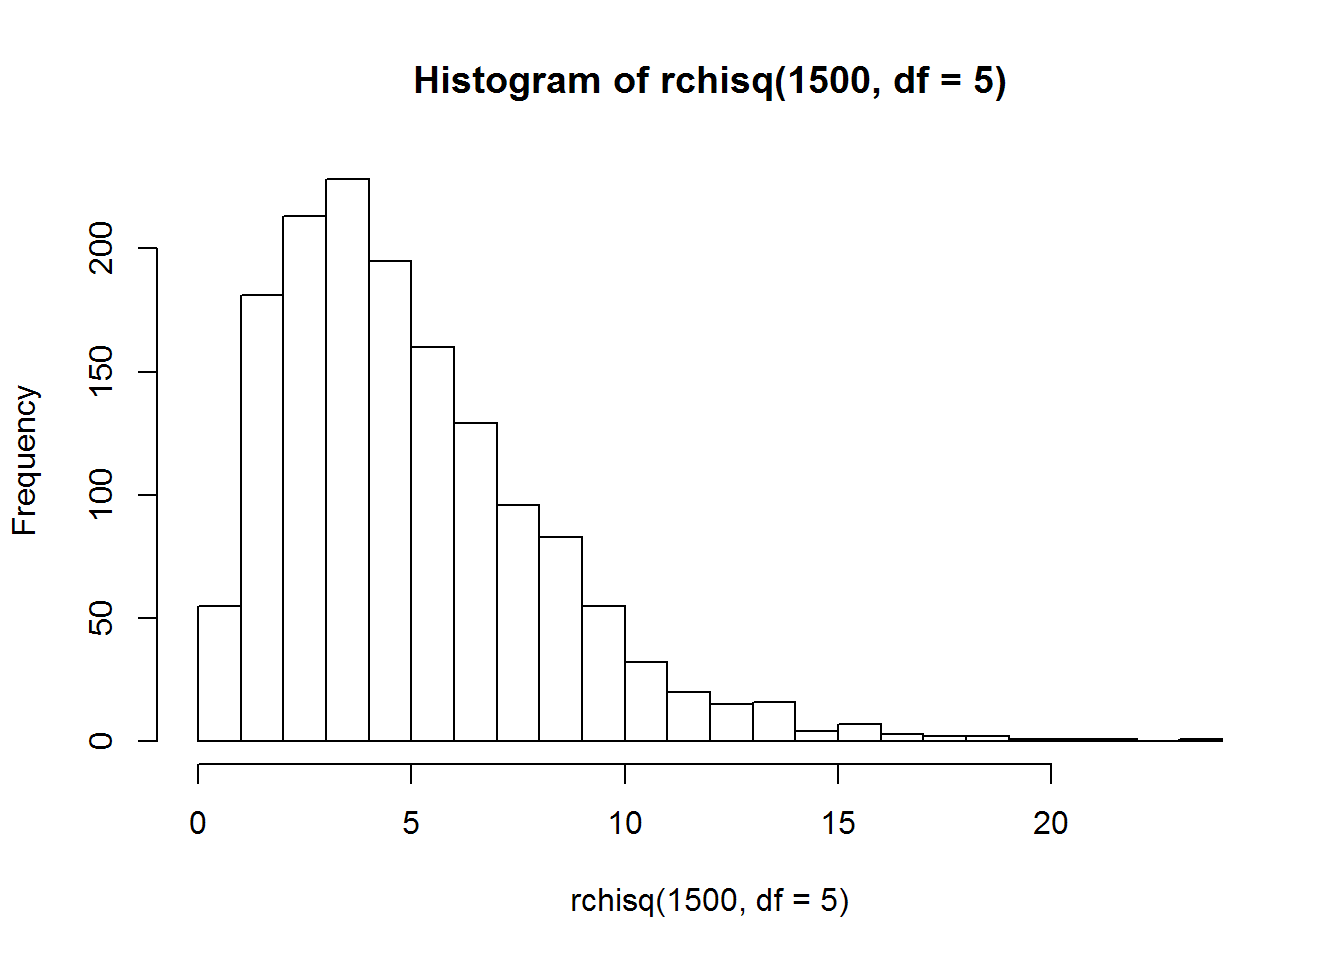 Histogram of rchisq(1500, df = 5)
Frequency
200
150
100
50
0
0 5 10 15 20
rchisq(1500, df = 5)